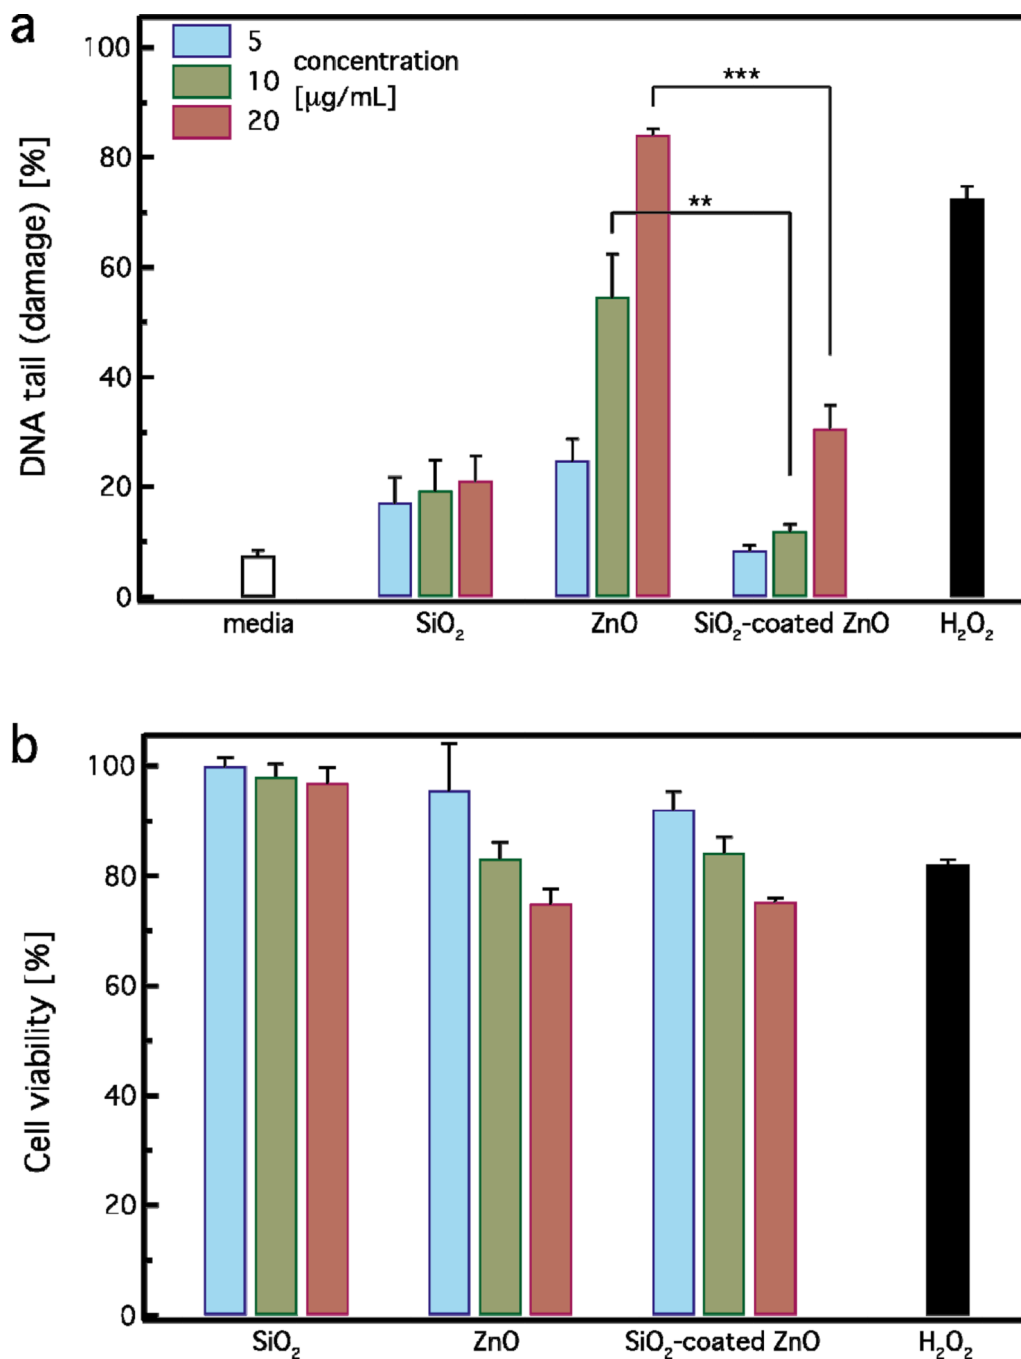 a
DNA tail (damage) [%]
100
80
60
40
20
0
5
10
20
concentration
[μg/mL]
***
**
media
SiO₂
ZnO
SiO₂-coated ZnO
H₂O₂
b
Cell viability [%]
100
80
60
40
20
0
SiO₂
ZnO
SiO₂-coated ZnO
H₂O₂